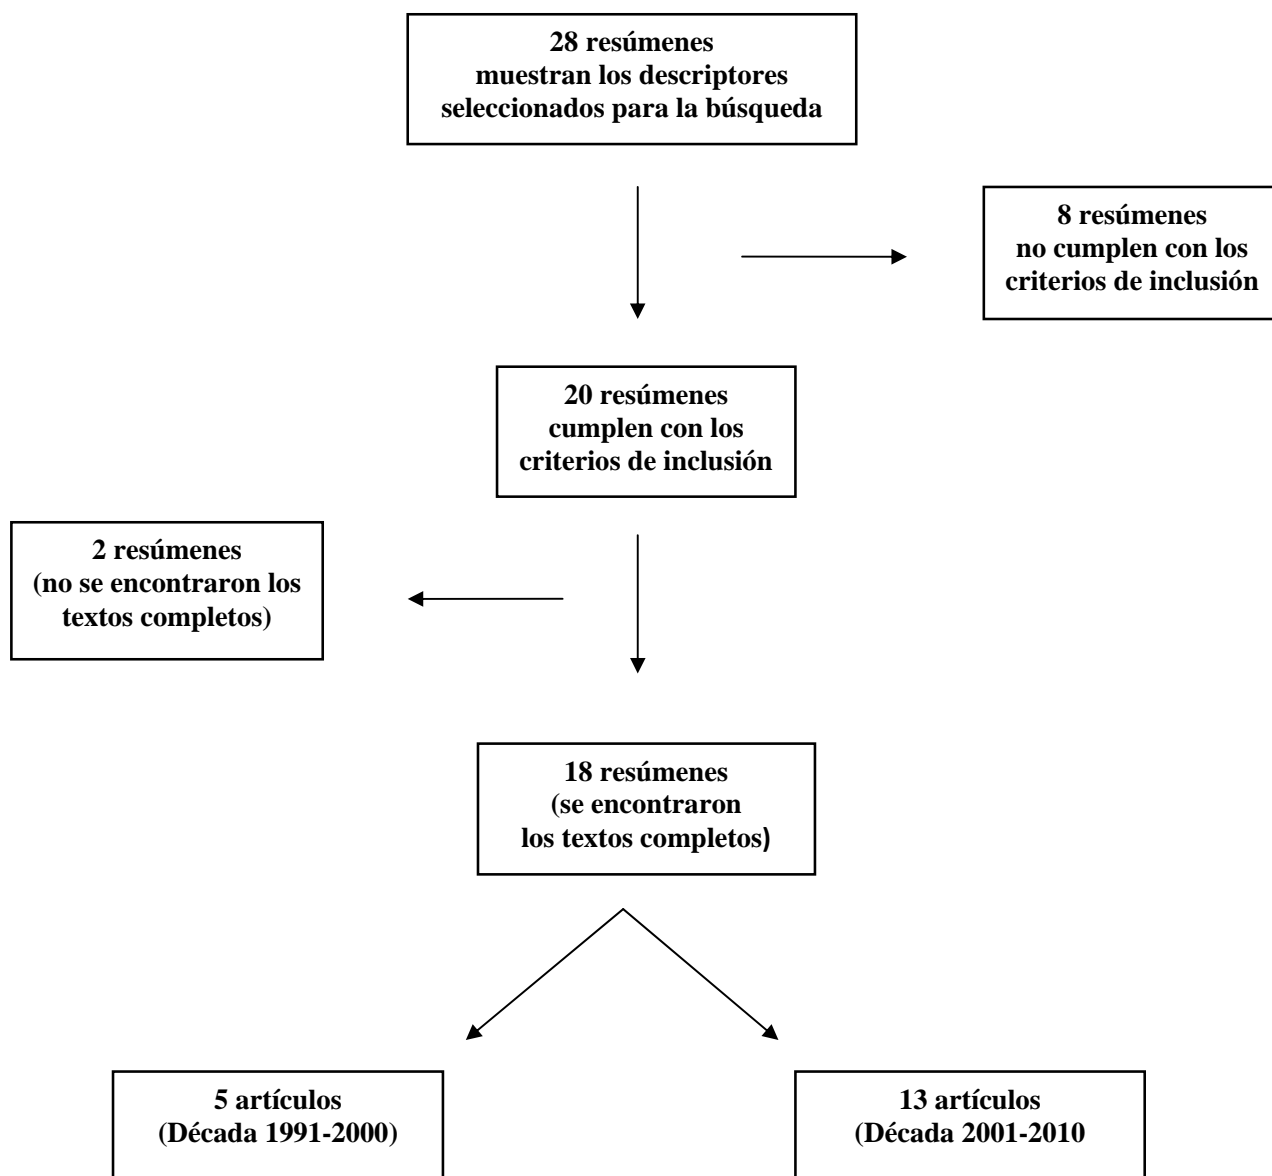 28 resúmenes
muestran los descriptores
seleccionados para la búsqueda
8 resúmenes
no cumplen con los
criterios de inclusión
20 resúmenes
cumplen con los
criterios de inclusión
2 resúmenes
(no se encontraron los
textos completos)
18 resúmenes
(se encontraron
los textos completos)
5 artículos
(Década 1991-2000)
13 artículos
(Década 2001-2010